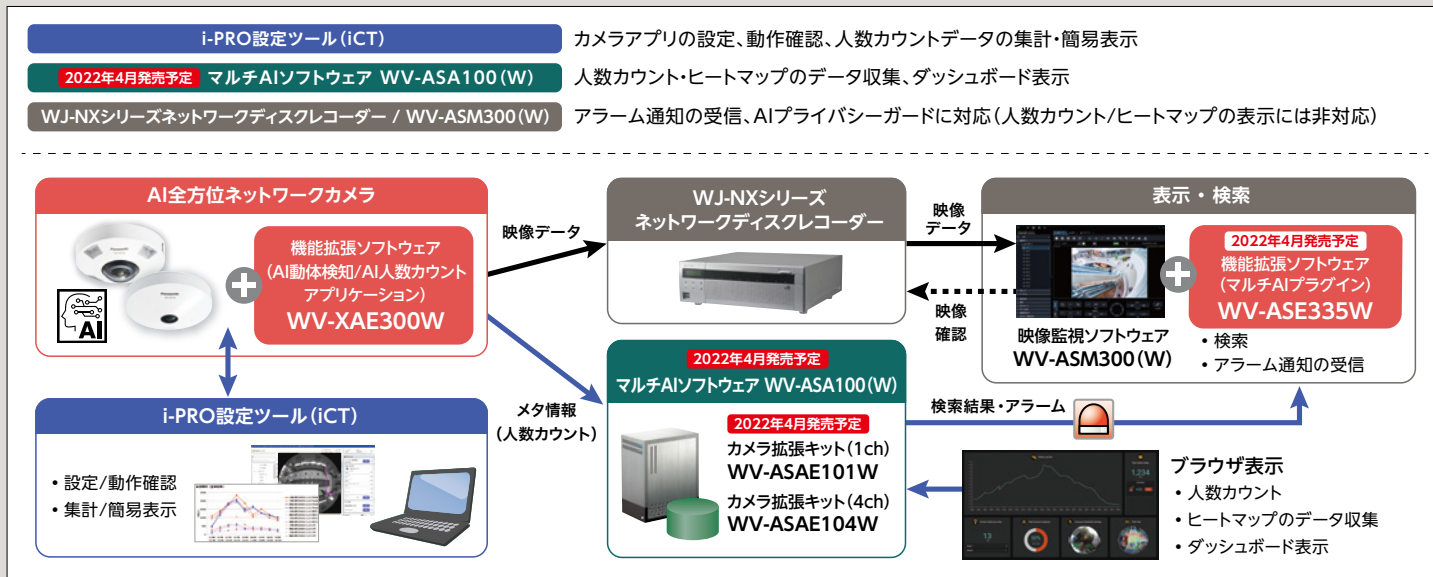 i-PRO設定ツール(iCT)
カメラアプリの設定、動作確認、人数カウントデータの集計・簡易表示
2022年4月発売予定 マルチAIソフトウェア WV-ASA100(W)
人数カウント・ヒートマップのデータ収集、ダッシュボード表示
WJ-NXシリーズネットワークディスクレコーダー / WV-ASM300(W)
アラーム通知の受信、AIプライバシーガードに対応(人数カウント/ヒートマップの表示には非対応)
AI全方位ネットワークカメラ
機能拡張ソフトウェア
(AI動体検知/AI人数カウント
アプリケーション)
WV-XAE300W
AI
映像データ
WJ-NXシリーズ
ネットワークディスクレコーダー
映像
データ
映像
確認
表示・検索
映像監視ソフトウェア
WV-ASM300(W)
2022年4月発売予定
機能拡張ソフトウェア
(マルチAIプラグイン)
WV-ASE335W
• 検索
• アラーム通知の受信
i-PRO設定ツール(iCT)
• 設定/動作確認
• 集計/簡易表示
メタ情報
(人数カウント)
2022年4月発売予定
マルチAIソフトウェア WV-ASA100(W)
2022年4月発売予定
カメラ拡張キット(1ch)
WV-ASAE101W
カメラ拡張キット(4ch)
WV-ASAE104W
検索結果・アラーム
1,234
13
ブラウザ表示
• 人数カウント
• ヒートマップのデータ収集
• ダッシュボード表示